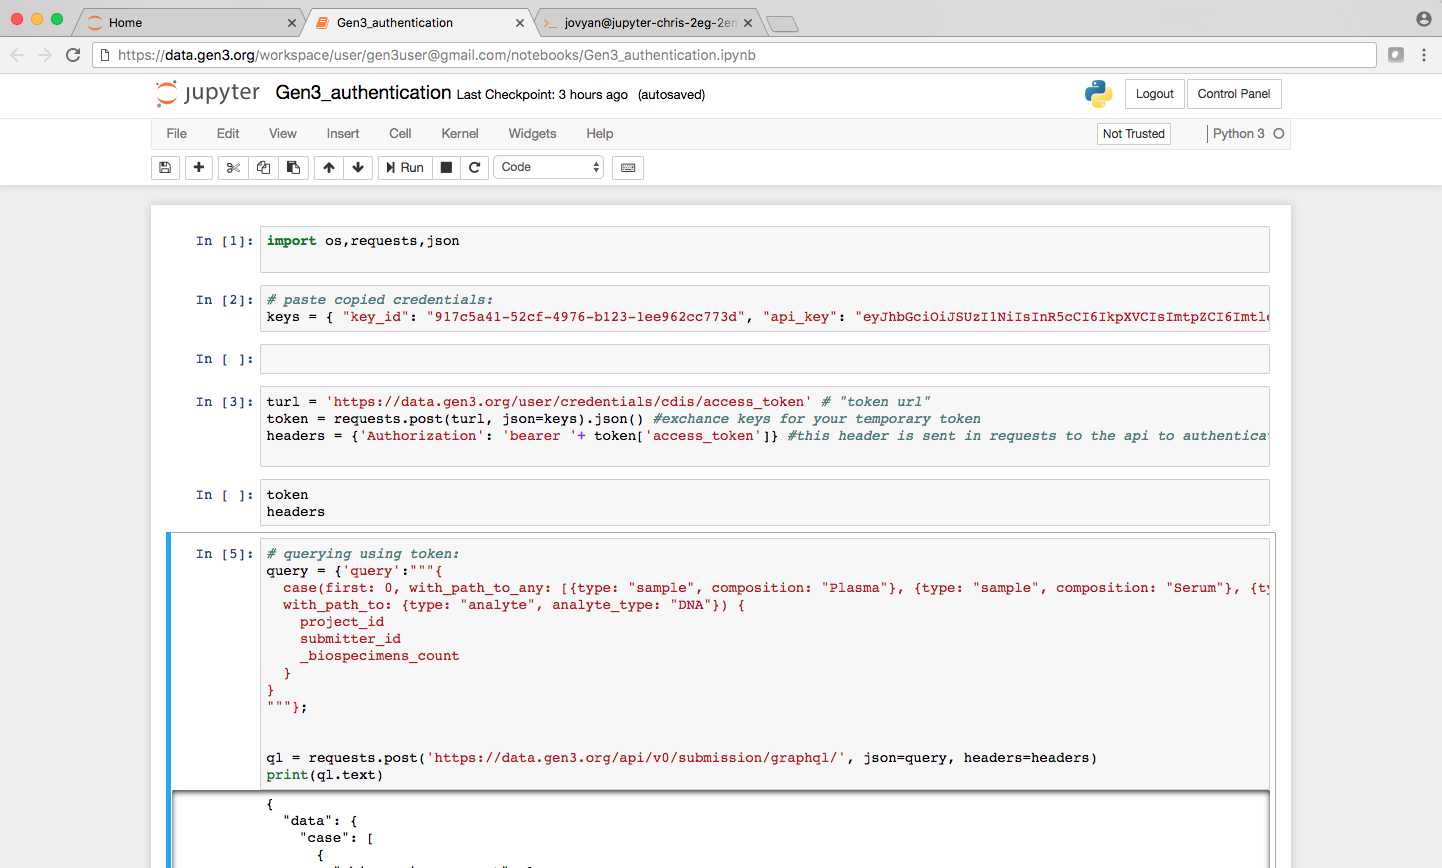 Home
Gen3_authentication
jovyan@jupyter-chris-2eg-2em
https://data.gen3.org/workspace/user/gen3user@gmail.com/notebooks/Gen3_authentication.ipynb
jupyter Gen3_authentication Last Checkpoint: 3 hours ago (autosaved)
Logout
Control Panel
File Edit View Insert Cell Kernel Widgets Help
Not Trusted
Python 3
Run
Code
In [1]: import os,requests,json
In [2]: # paste copied credentials:
keys = { "key_id": "917c5a41-52cf-4976-b123-1ee962cc773d", "api_key": "eyJhbGciOiJSUzI1NiIsInR5cCI6IkpXVCIsImtpZCI6Imtle
In [ ]:
In [3]: turl = 'https://data.gen3.org/user/credentials/cdis/access_token' # "token url"
token = requests.post(turl, json=keys).json() #exchance keys for your temporary token
headers = {'Authorization': 'bearer '+ token['access_token']} #this header is sent in requests to the api to authenticat
In [ ]: token
headers
In [5]: # querying using token:
query = {'query':"""{
case(first: 0, with_path_to_any: [{type: "sample", composition: "Plasma"}, {type: "sample", composition: "Serum"}, {ty
with_path_to: {type: "analyte", analyte_type: "DNA"}) {
project_id
submitter_id
_biospecimens_count
}
}
"""};
ql = requests.post('https://data.gen3.org/api/v0/submission/graphql/', json=query, headers=headers)
print(ql.text)
{
"data": {
"case": [
{